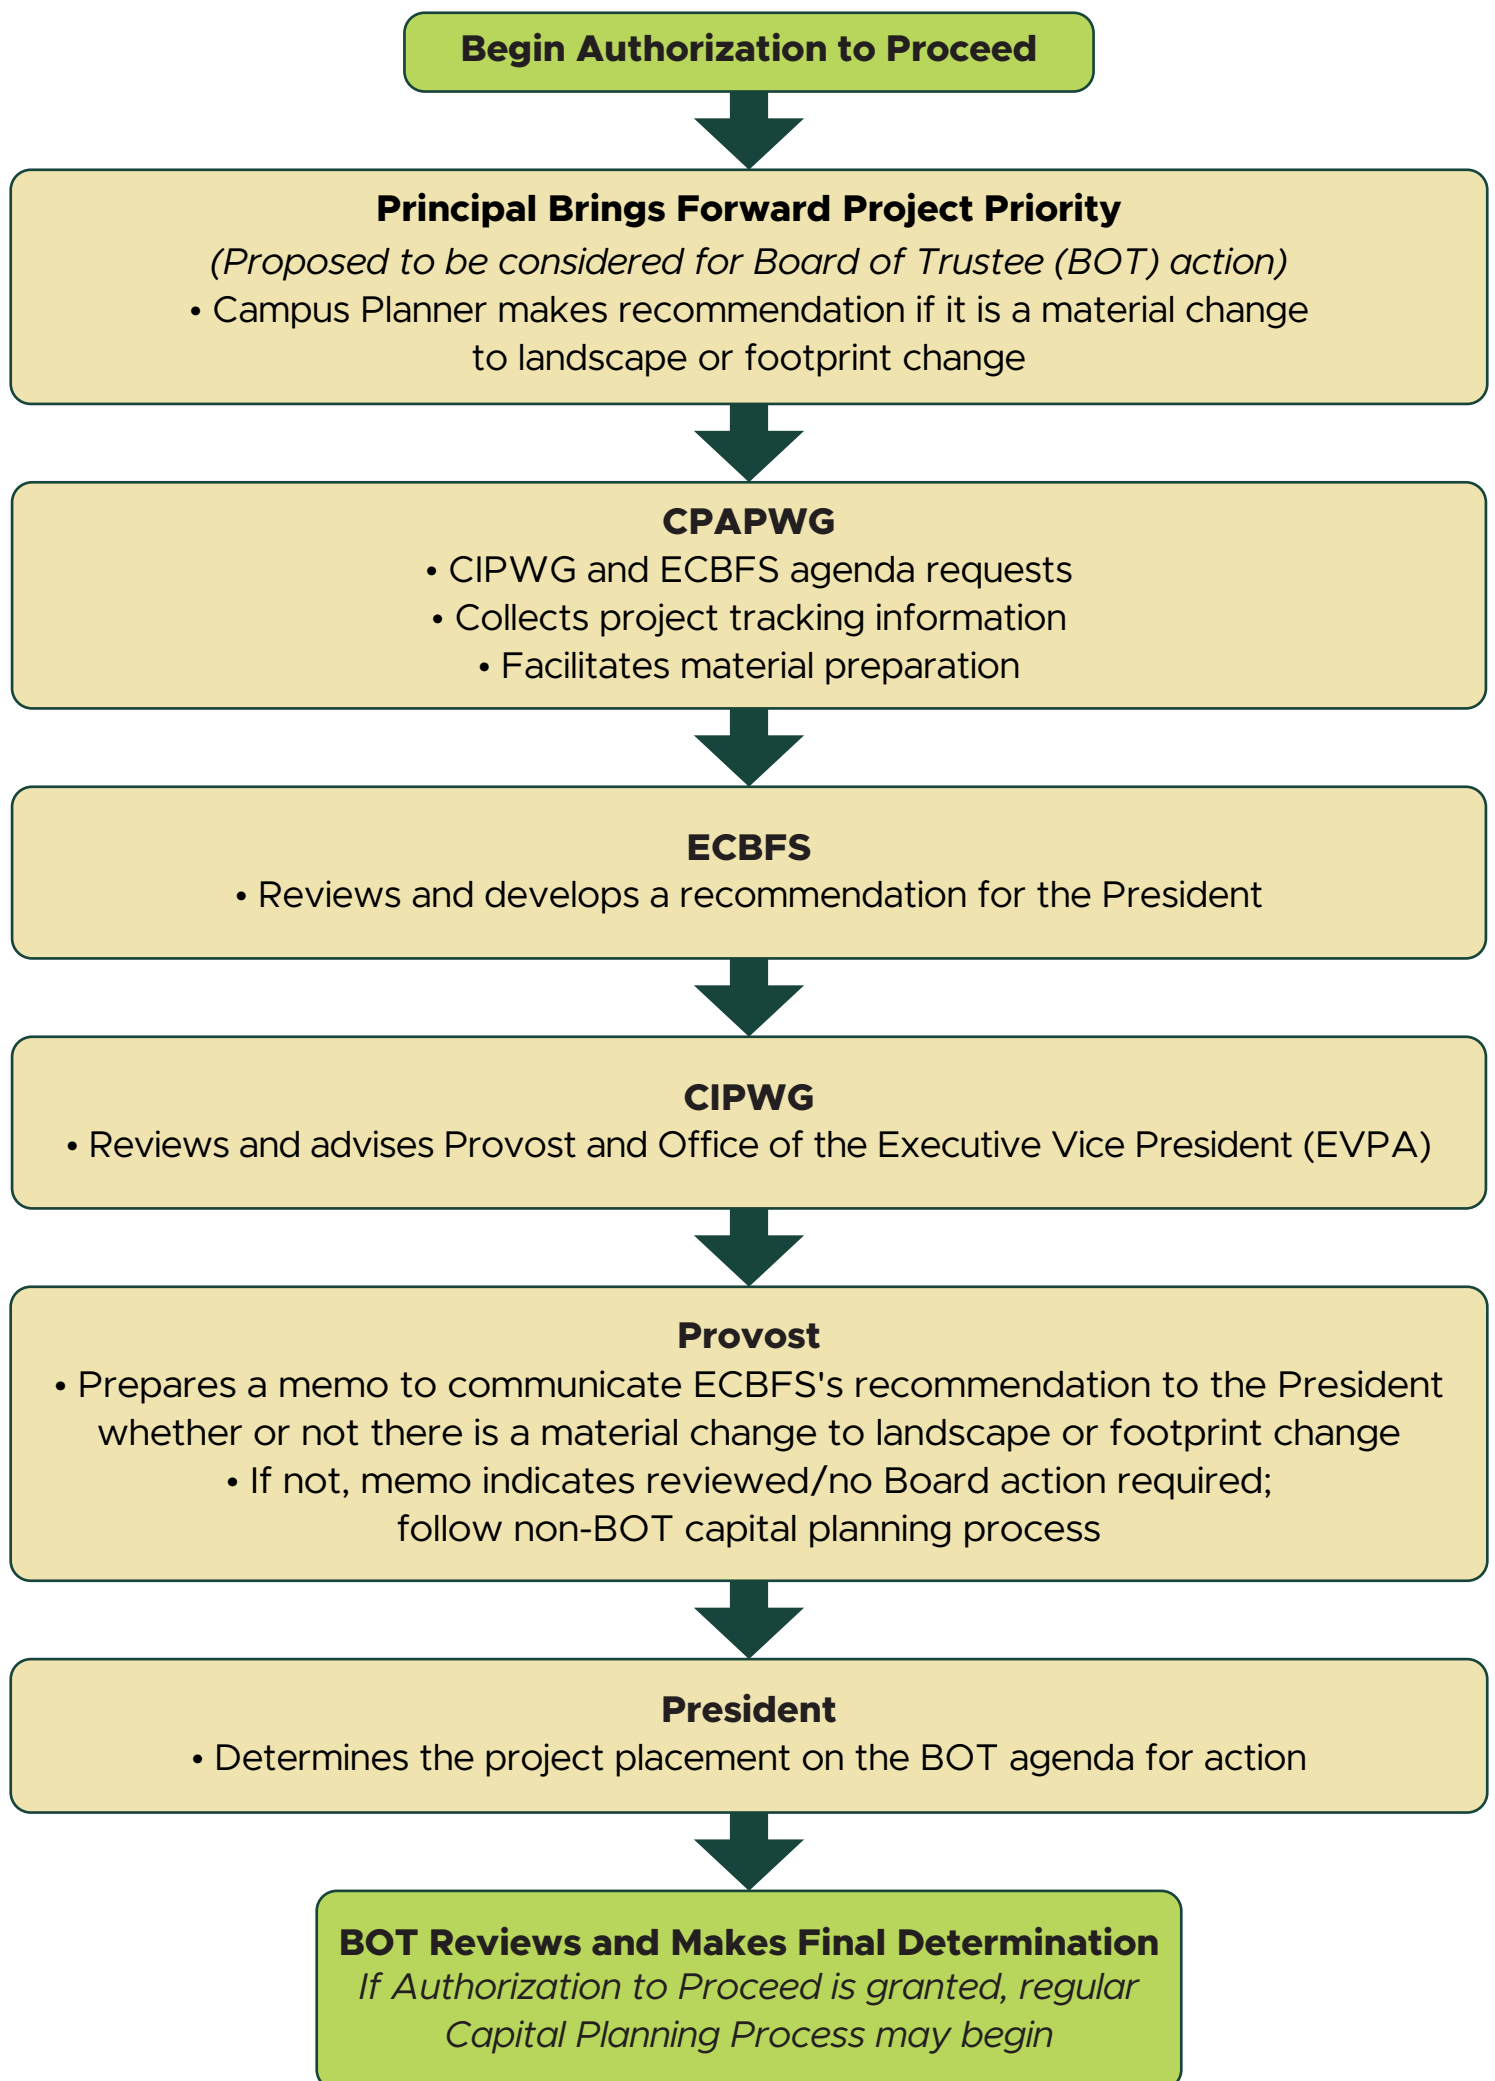 Begin Authorization to Proceed
Principal Brings Forward Project Priority
(Proposed to be considered for Board of Trustee (BOT) action)
• Campus Planner makes recommendation if it is a material change
to landscape or footprint change
CPAPWG
• CIPWG and ECBFS agenda requests
• Collects project tracking information
• Facilitates material preparation
ECBFS
• Reviews and develops a recommendation for the President
CIPWG
• Reviews and advises Provost and Office of the Executive Vice President (EVPA)
Provost
• Prepares a memo to communicate ECBFS's recommendation to the President
whether or not there is a material change to landscape or footprint change
• If not, memo indicates reviewed/no Board action required;
follow non-BOT capital planning process
President
• Determines the project placement on the BOT agenda for action
BOT Reviews and Makes Final Determination
If Authorization to Proceed is granted, regular
Capital Planning Process may begin